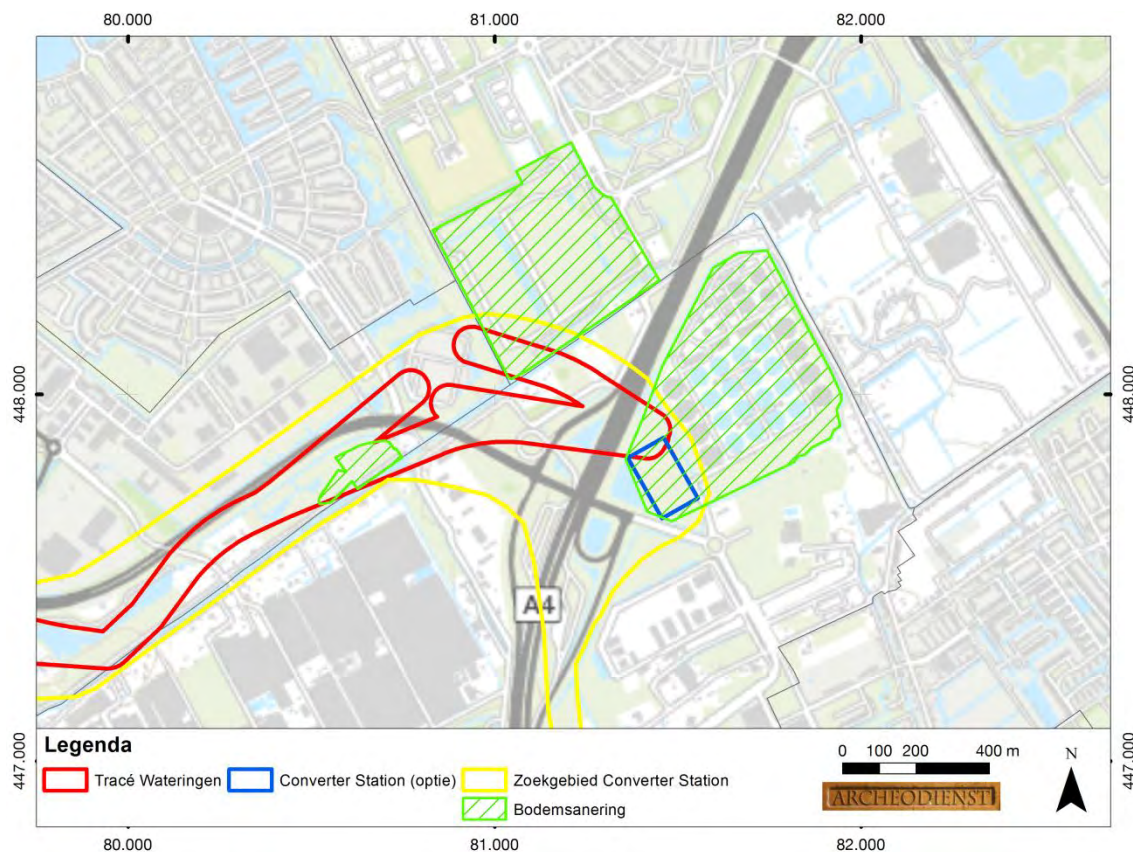 80.000 81.000 82.000
448.000 448.000
A4
Legenda
Tracé Wateringen Converter Station (optie) Zoekgebied Converter Station
Bodemsanering
0 100 200 400 m
ARCHEODIENST
N
447.000 447.000
80.000 81.000 82.000